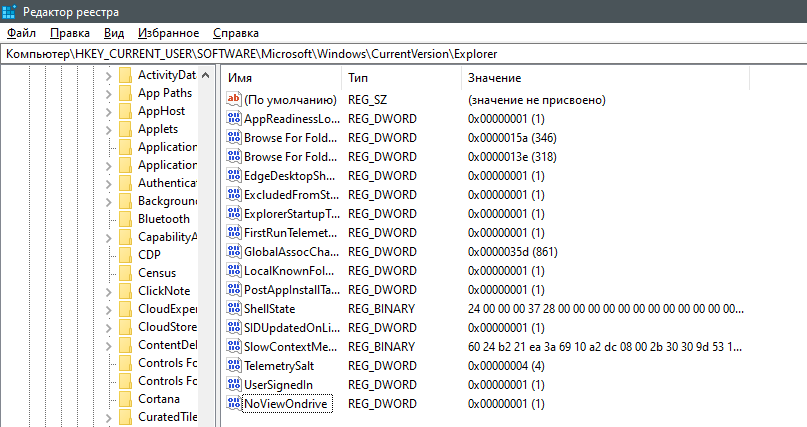 Редактор реестра
Файл Правка Вид Избранное Справка
Компьютер\HKEY_CURRENT_USER\SOFTWARE\Microsoft\Windows\CurrentVersion\Explorer
ActivityData
App Paths
AppHost
Applets
Application
Application
Authenticat
Background
Bluetooth
CapabilityA
CDP
Census
ClickNote
CloudExper
CloudStore
ContentDel
Controls Fo
Controls Fo
Cortana
CuratedTile
Имя Тип Значение
(По умолчанию) REG_SZ (значение не присвоено)
AppReadinessLo... REG_DWORD 0x00000001 (1)
Browse For Fold... REG_DWORD 0x0000015a (346)
Browse For Fold... REG_DWORD 0x0000013e (318)
EdgeDesktopSh... REG_DWORD 0x00000001 (1)
ExcludedFromSt... REG_DWORD 0x00000001 (1)
ExplorerStartupT... REG_DWORD 0x00000001 (1)
FirstRunTelemet... REG_DWORD 0x00000001 (1)
GlobalAssocCha... REG_DWORD 0x0000035d (861)
LocalKnownFol... REG_DWORD 0x00000001 (1)
PostAppInstallTa... REG_DWORD 0x00000001 (1)
ShellState REG_BINARY 24 00 00 00 37 28 00 00 00 00 00 00 00 00 00 00 00...
SIDUpdatedOnLi... REG_DWORD 0x00000001 (1)
SlowContextMe... REG_BINARY 60 24 b2 21 ea 3a 69 10 a2 dc 08 00 2b 30 30 9d 53 1...
TelemetrySalt REG_DWORD 0x00000004 (4)
UserSignedIn REG_DWORD 0x00000001 (1)
NoViewOndrive REG_DWORD 0x00000001 (1)